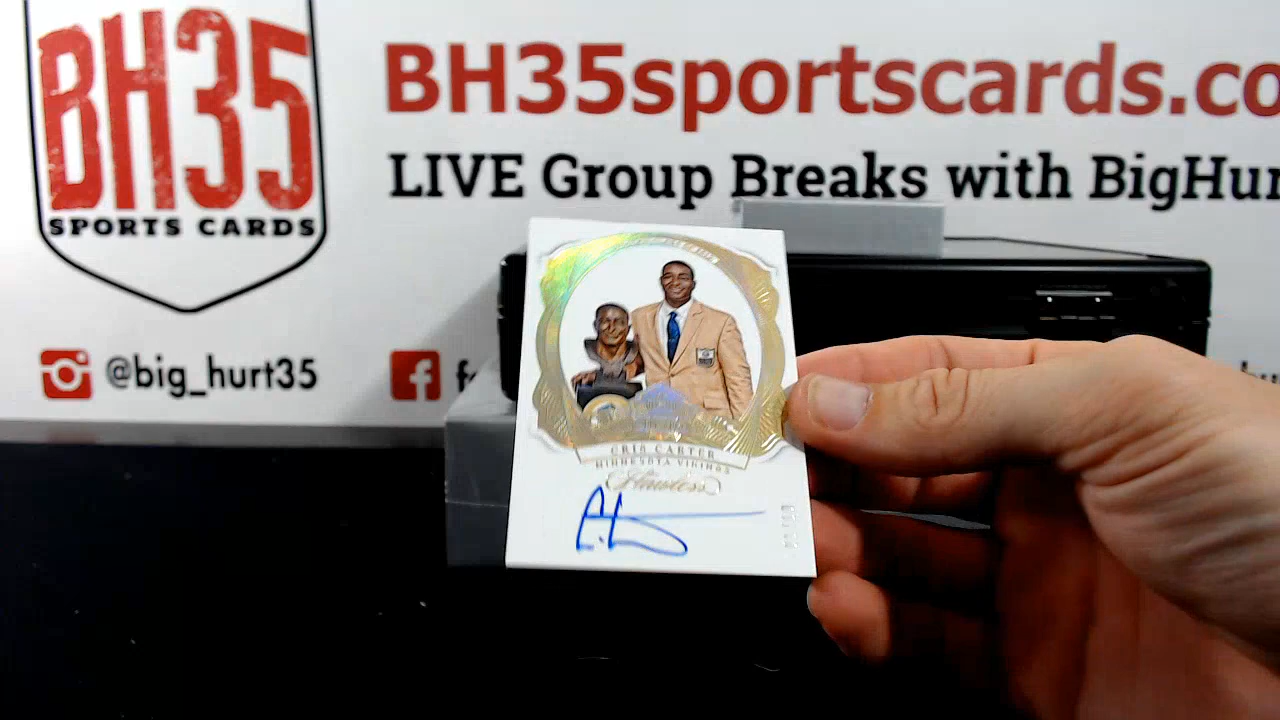 BH35
SPORTS CARDS
BH35sportscards.co
LIVE Group Breaks with BigHur
@big_hurt35
f
CRIS CARTER
MINNESOTA VIKINGS
Flawless